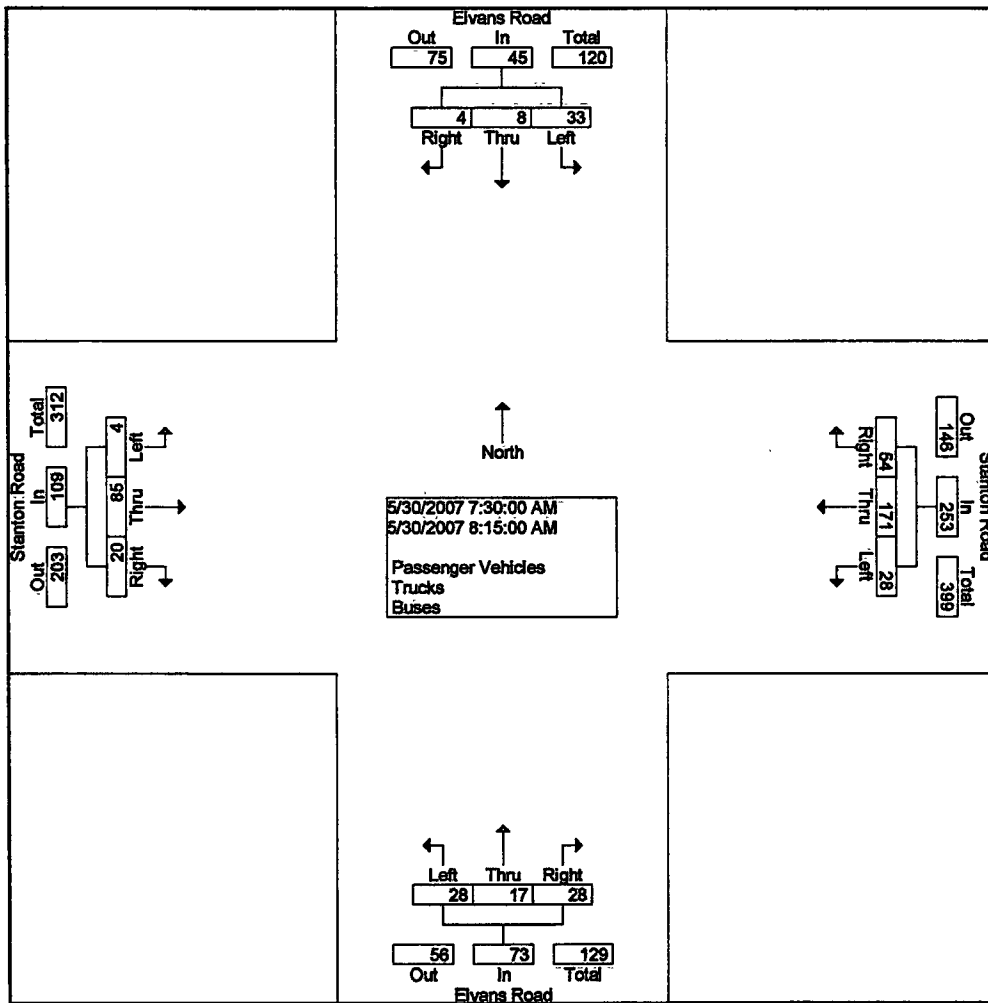 Elvans Road
Out In Total
75 45 120
4 8 33
Right Thru Left
Stanton Road
Total In Out
312 109 203
4 85 20
Left Thru Right
North
5/30/2007 7:30:00 AM
5/30/2007 8:15:00 AM
Passenger Vehicles
Trucks
Buses
Right Thru Left
54 171 28
146 253 399
Out In Total
Stanton Road
Left Thru Right
28 17 28
56 73 129
Out In Total
Elvans Road